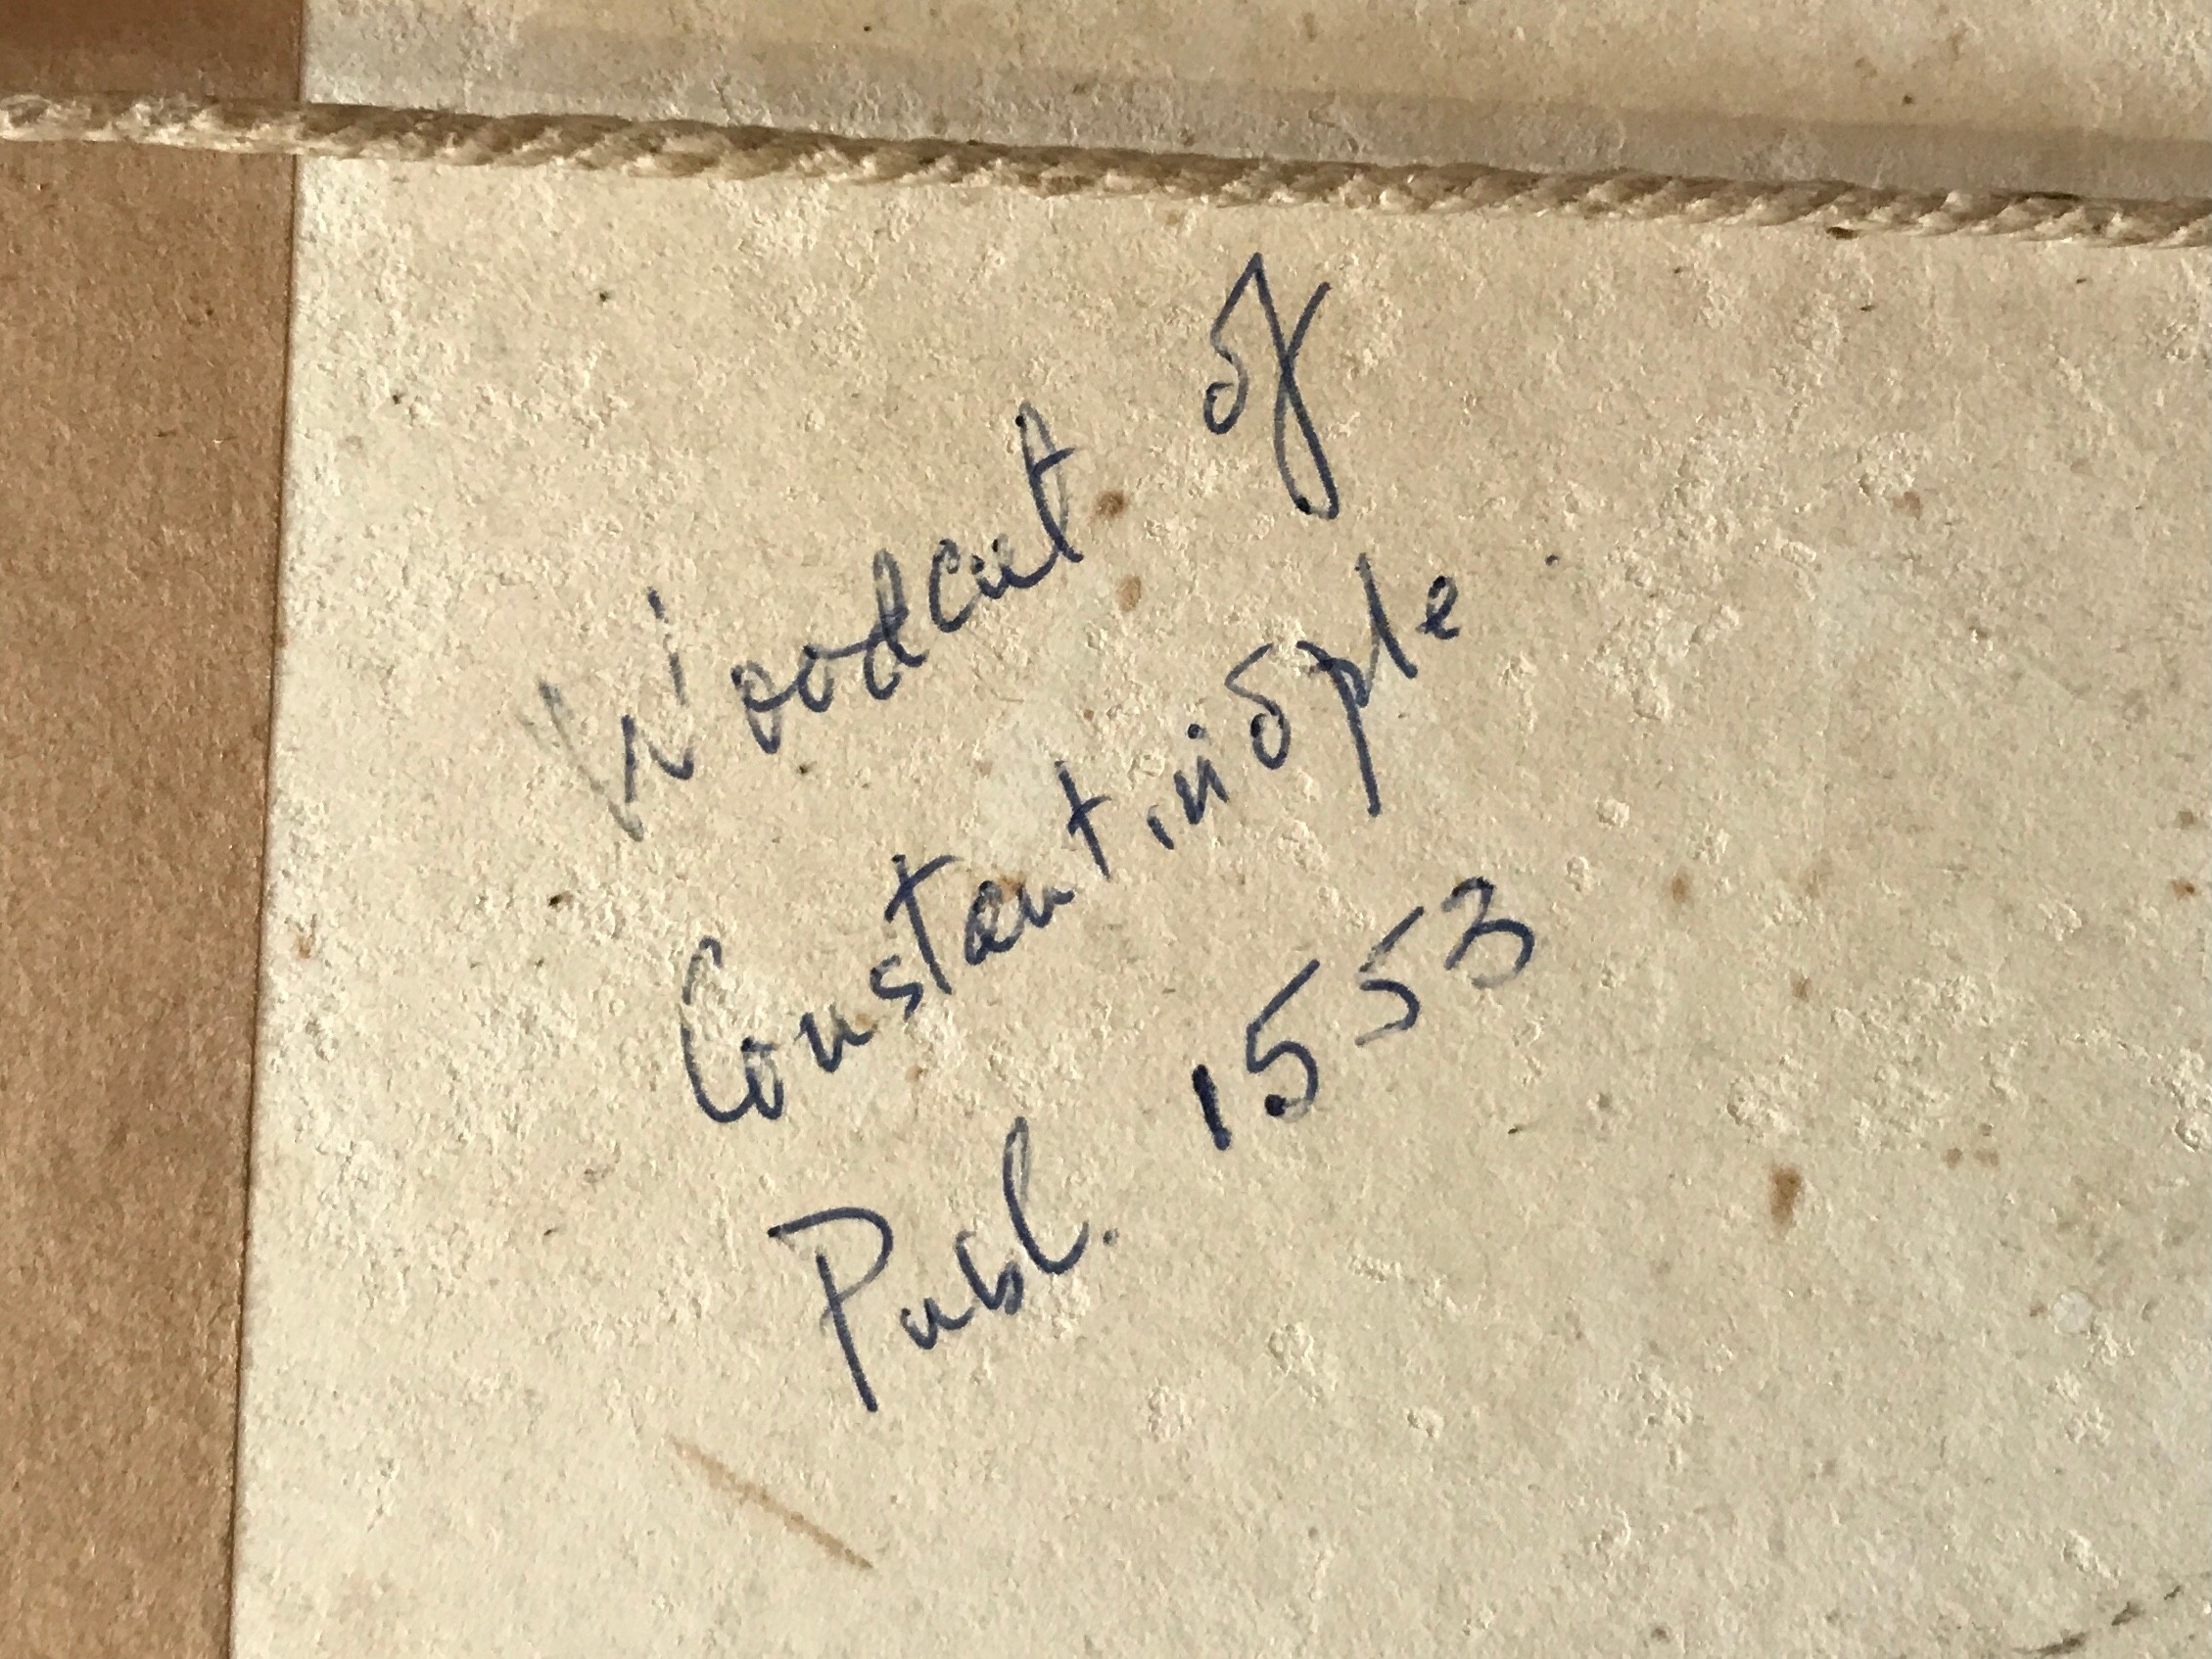 Woodcut of
Constantinople.
Publ. 1553